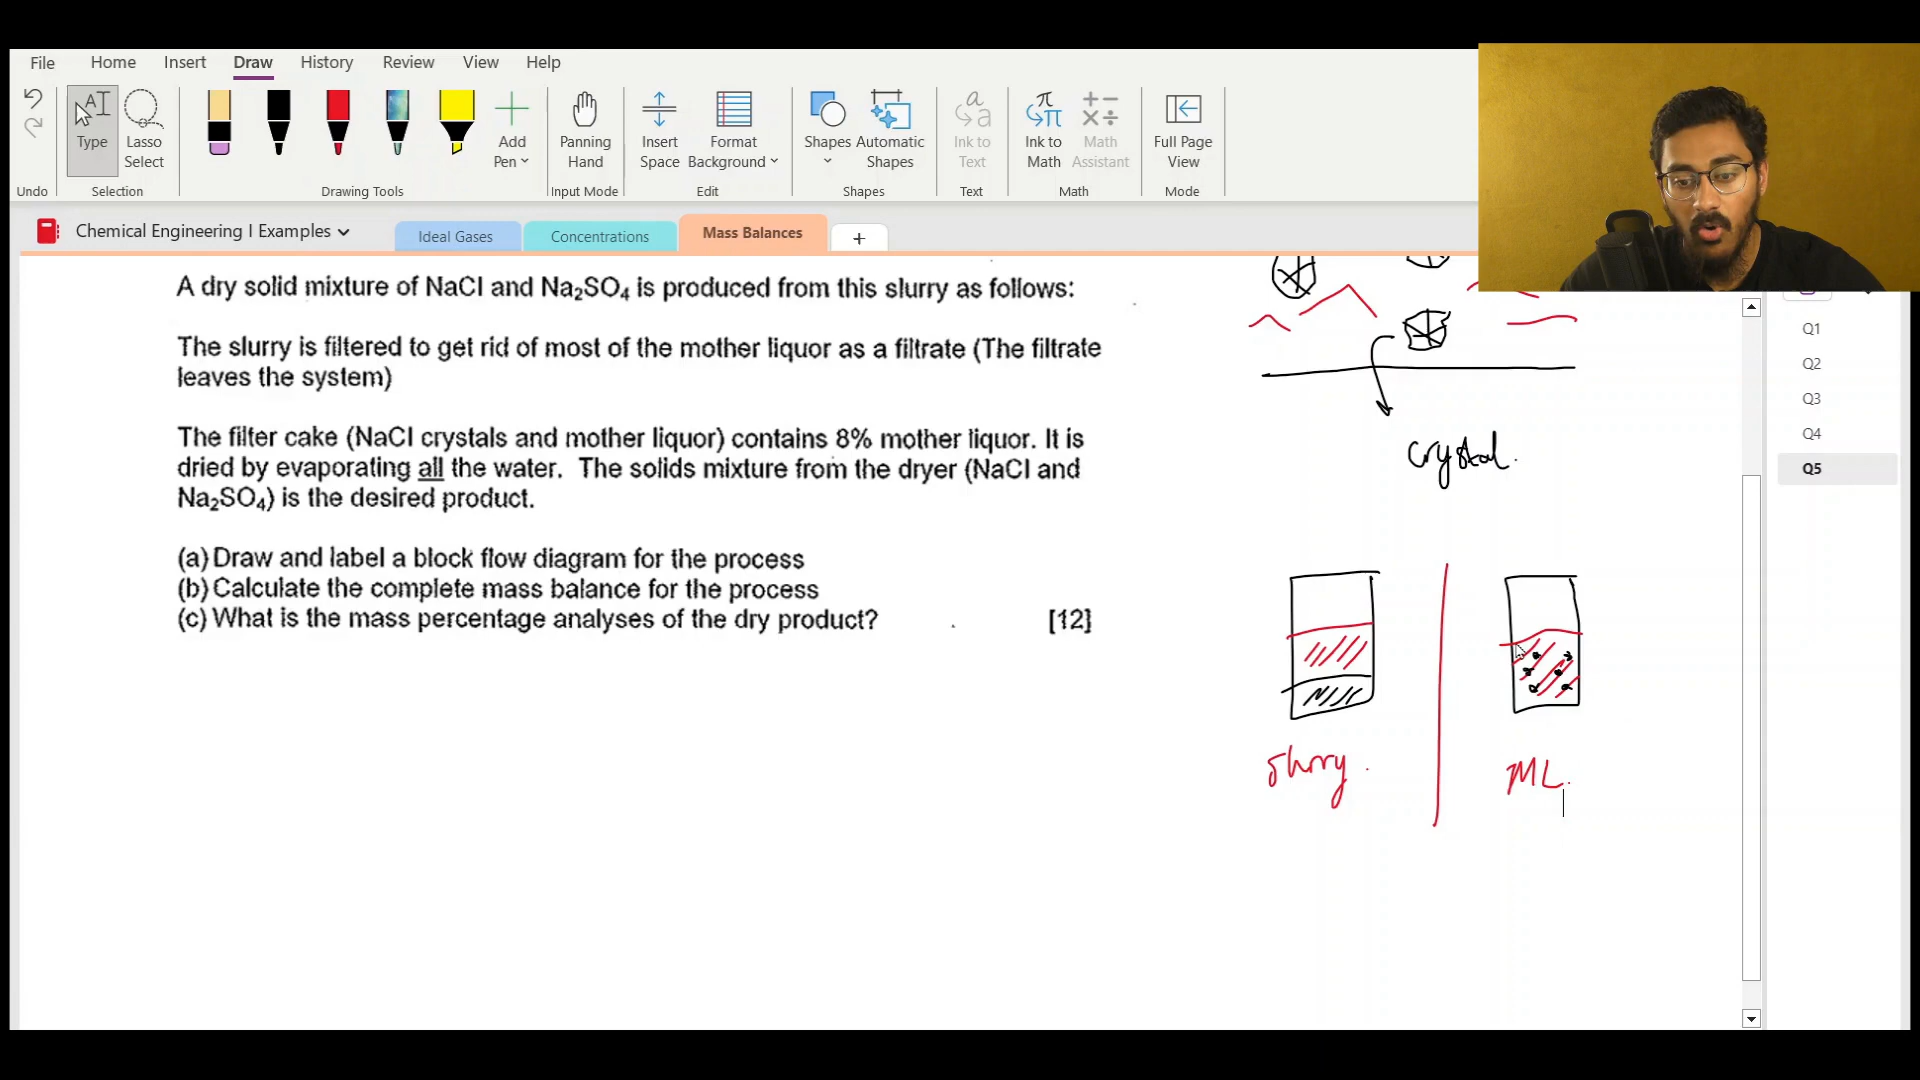 File Home Insert Draw History Review View Help
Type
Lasso Select
Add Pen
Panning Hand
Insert Space
Format Background
Shapes
Automatic Shapes
Ink to Text
Ink to Math
Math Assistant
Full Page View
Undo Selection Drawing Tools Input Mode Edit Shapes Text Math Mode
Chemical Engineering I Examples Ideal Gases Concentrations Mass Balances +
A dry solid mixture of NaCl and Na₂SO₄ is produced from this slurry as follows:
The slurry is filtered to get rid of most of the mother liquor as a filtrate (The filtrate
leaves the system)
The filter cake (NaCl crystals and mother liquor) contains 8% mother liquor. It is
dried by evaporating all the water. The solids mixture from the dryer (NaCl and
Na₂SO₄) is the desired product.
(a) Draw and label a block flow diagram for the process
(b) Calculate the complete mass balance for the process
(c) What is the mass percentage analyses of the dry product? [12]
crystal.
slurry.
ML.
Q1
Q2
Q3
Q4
Q5